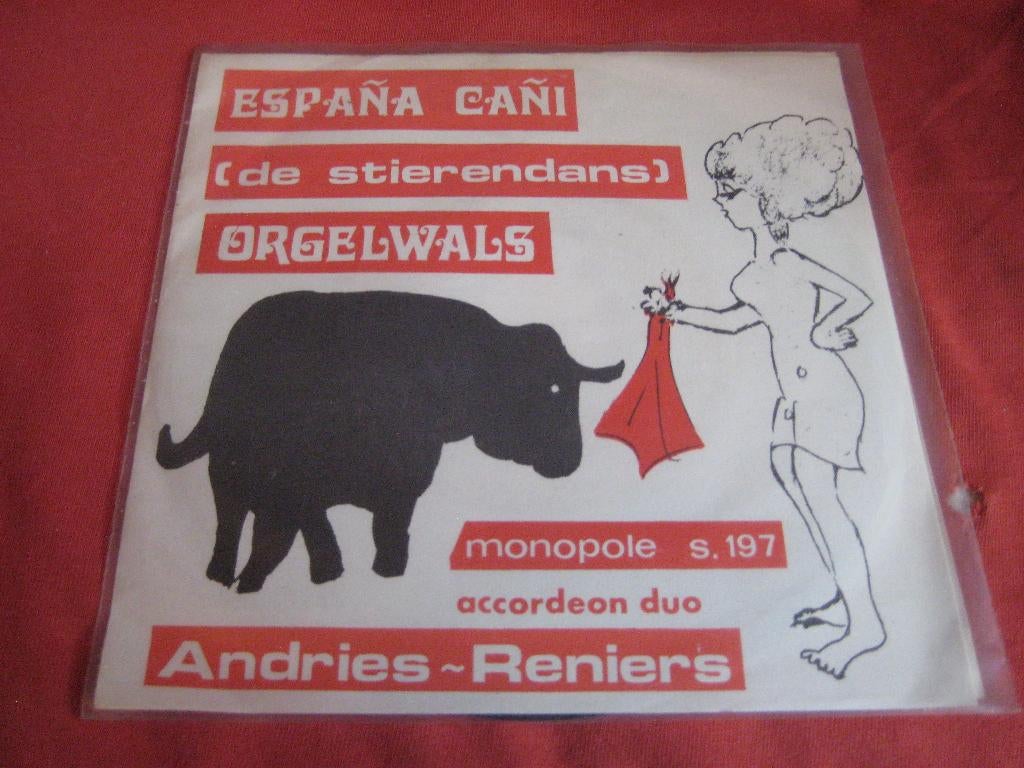 ESPAÑA CAÑI
(de stierendans)
ORGELWALS
monopole s.197
accordeon duo
Andries ~ Reniers